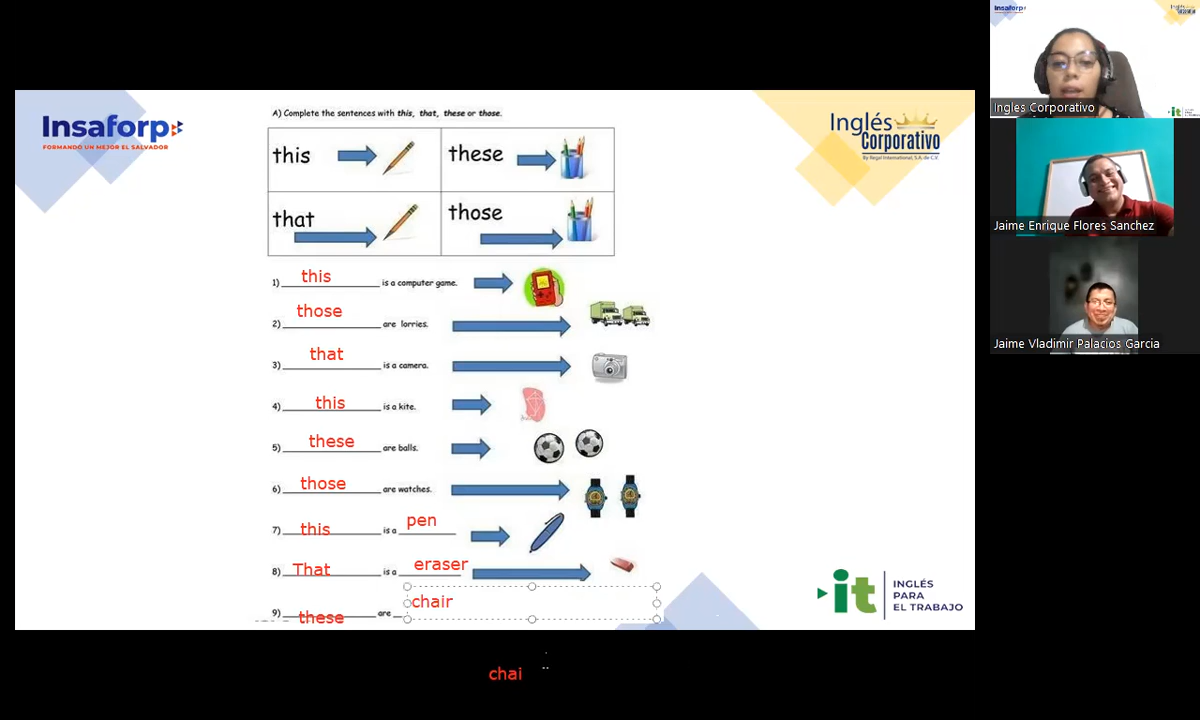 Insaforp
FORMANDO UN MEJOR EL SALVADOR
Inglés
Corporativo
By Regal International, S.A. de C.V.
A) Complete the sentences with this, that, these or those.
this
these
that
those
1) this is a computer game.
2) those are lorries.
3) that is a camera.
4) this is a kite.
5) these are balls.
6) those are watches.
7) this is a pen
8) That is a eraser
9) these are chair
it
INGLÉS
PARA
EL TRABAJO
chai
Insaforp
Ingles Corporativo
Jaime Enrique Flores Sanchez
Jaime Vladimir Palacios Garcia